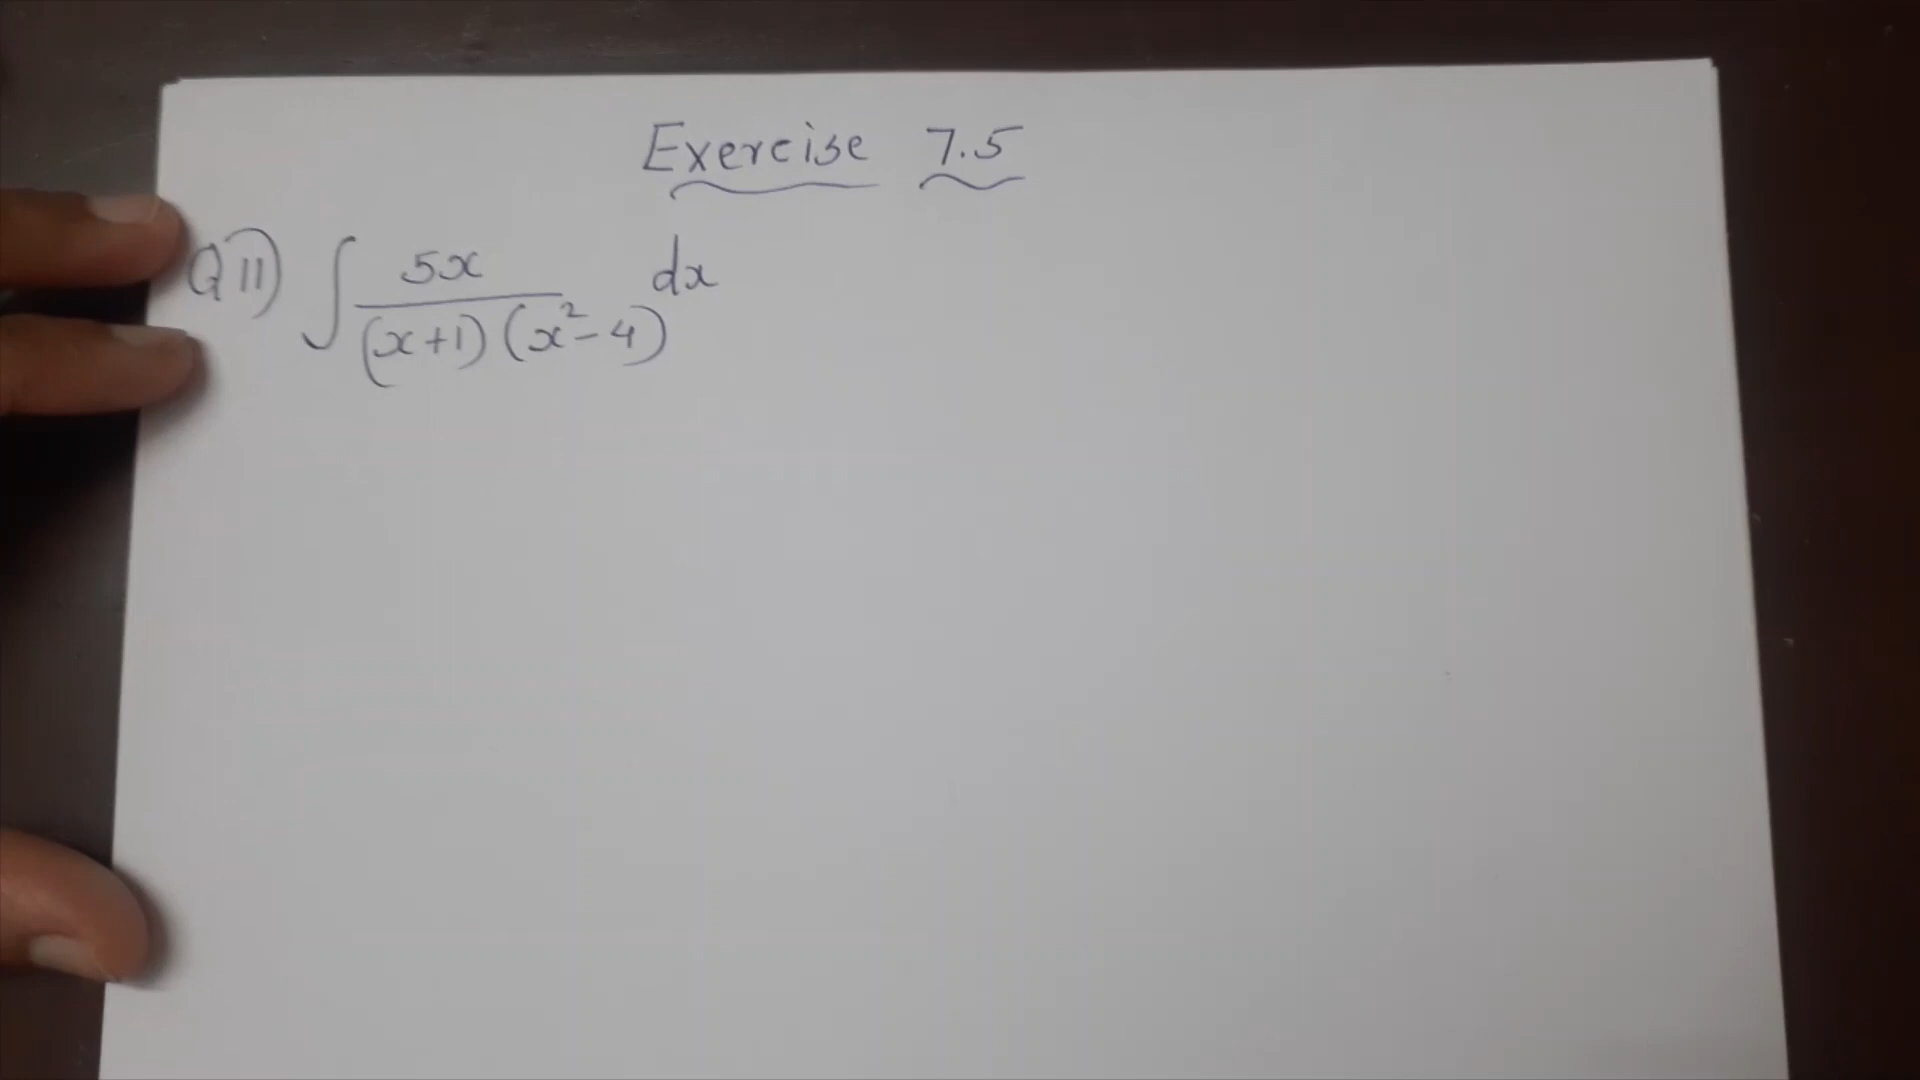 Exercise 7.5
Q11) ∫ 5x / (x+1)(x²-4) dx